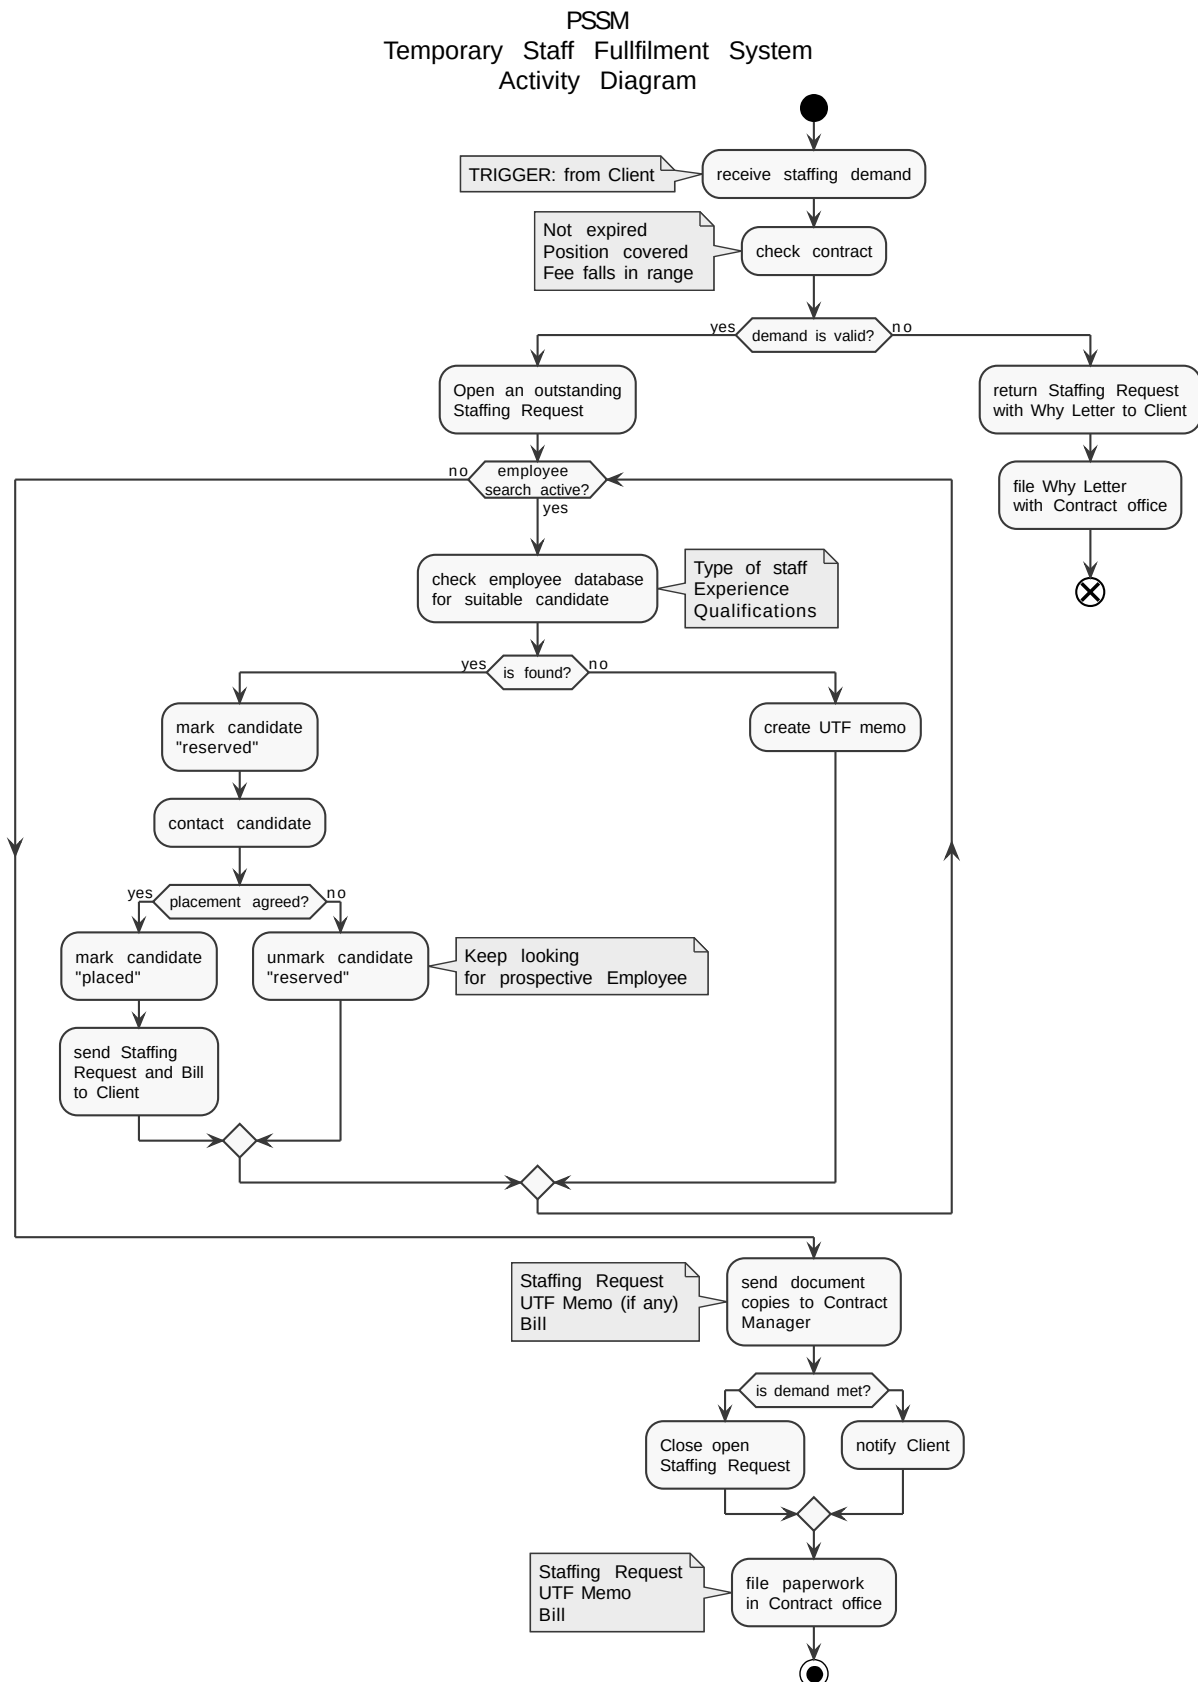 PSSM
Temporary Staff Fullfilment System
Activity Diagram
TRIGGER: from Client
receive staffing demand
Not expired
Position covered
Fee falls in range
check contract
yes
demand is valid?
no
Open an outstanding
Staffing Request
return Staffing Request
with Why Letter to Client
no
employee
search active?
yes
file Why Letter
with Contract office
check employee database
for suitable candidate
Type of staff
Experience
Qualifications
yes
is found?
no
mark candidate
"reserved"
create UTF memo
contact candidate
yes
placement agreed?
no
mark candidate
"placed"
unmark candidate
"reserved"
Keep looking
for prospective Employee
send Staffing
Request and Bill
to Client
Staffing Request
UTF Memo (if any)
Bill
send document
copies to Contract
Manager
is demand met?
Close open
Staffing Request
notify Client
Staffing Request
UTF Memo
Bill
file paperwork
in Contract office